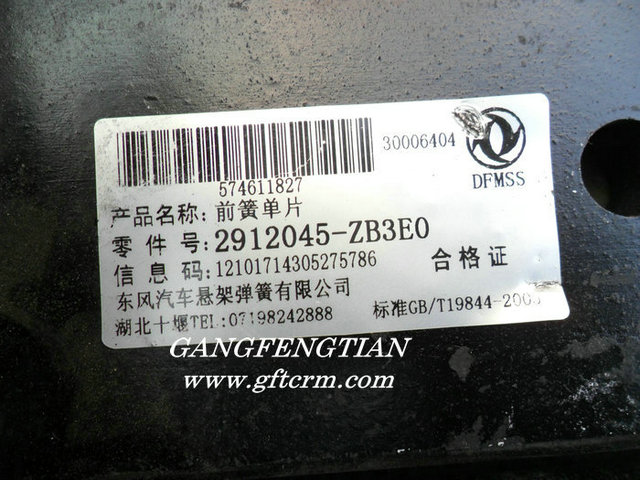 30006404
574611827
DFMSS
产品名称: 前簧单片
零件号: 2912045-ZB3E0
信息码: 12101714305275786
合格证
东风汽车悬架弹簧有限公司
标准GB/T19844-200
湖北十堰TEL: 07198242888
GANGFENGTIAN
www.gftcrm.com